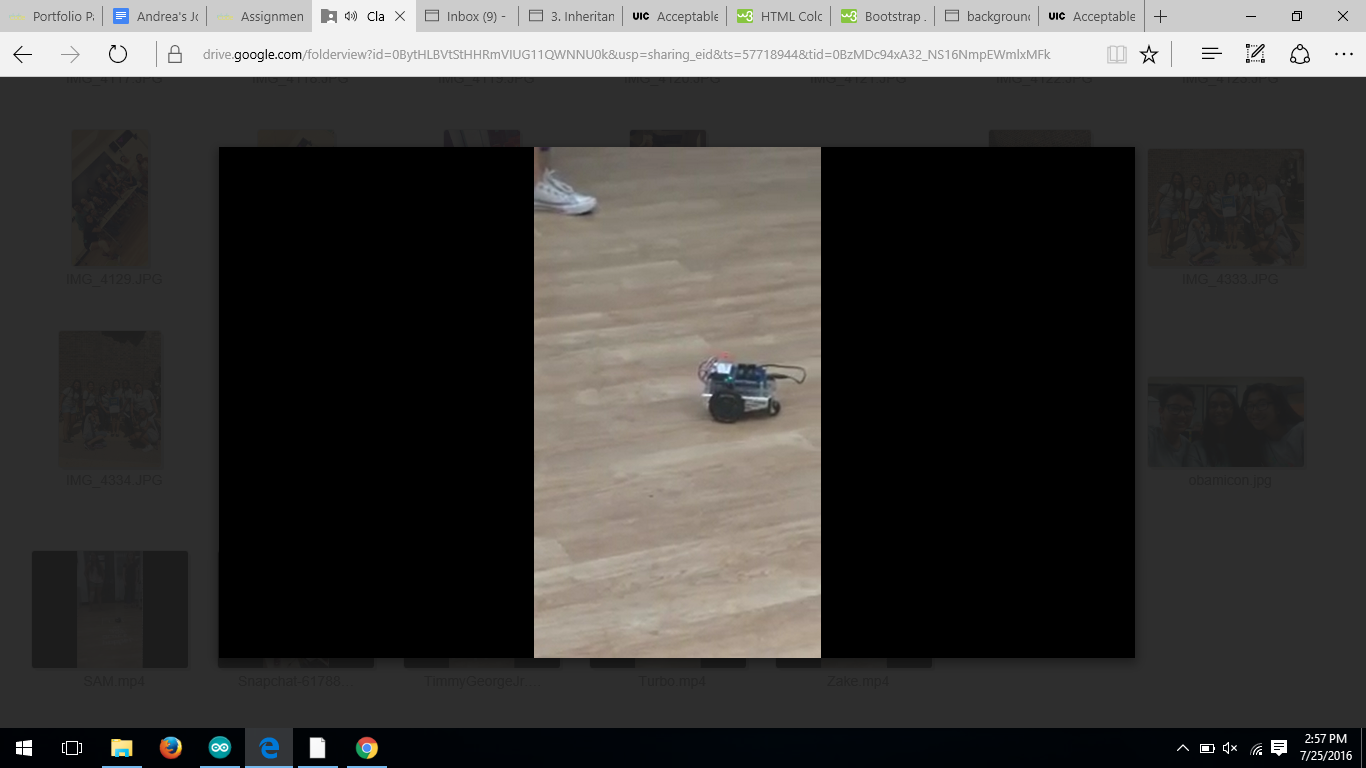 Portfolio Pa
Andrea's Jo
Assignmen
Cla
Inbox (9) -
3. Inheritan
UIC Acceptable
HTML Colo
Bootstrap
background
UIC Acceptable
drive.google.com/folderview?id=0BytHLBVtStHHRmVIUG11QWNNU0k&usp=sharing_eid&ts=57718944&tid=0BzMDc94xA32_NS16NmpEWmlxMFk
IMG_4129.JPG
IMG_4333.JPG
IMG_4334.JPG
obamicon.jpg
SAM.mp4
Snapchat-61788...
TimmyGeorgeJr...
Turbo.mp4
Zake.mp4
2:57 PM
7/25/2016